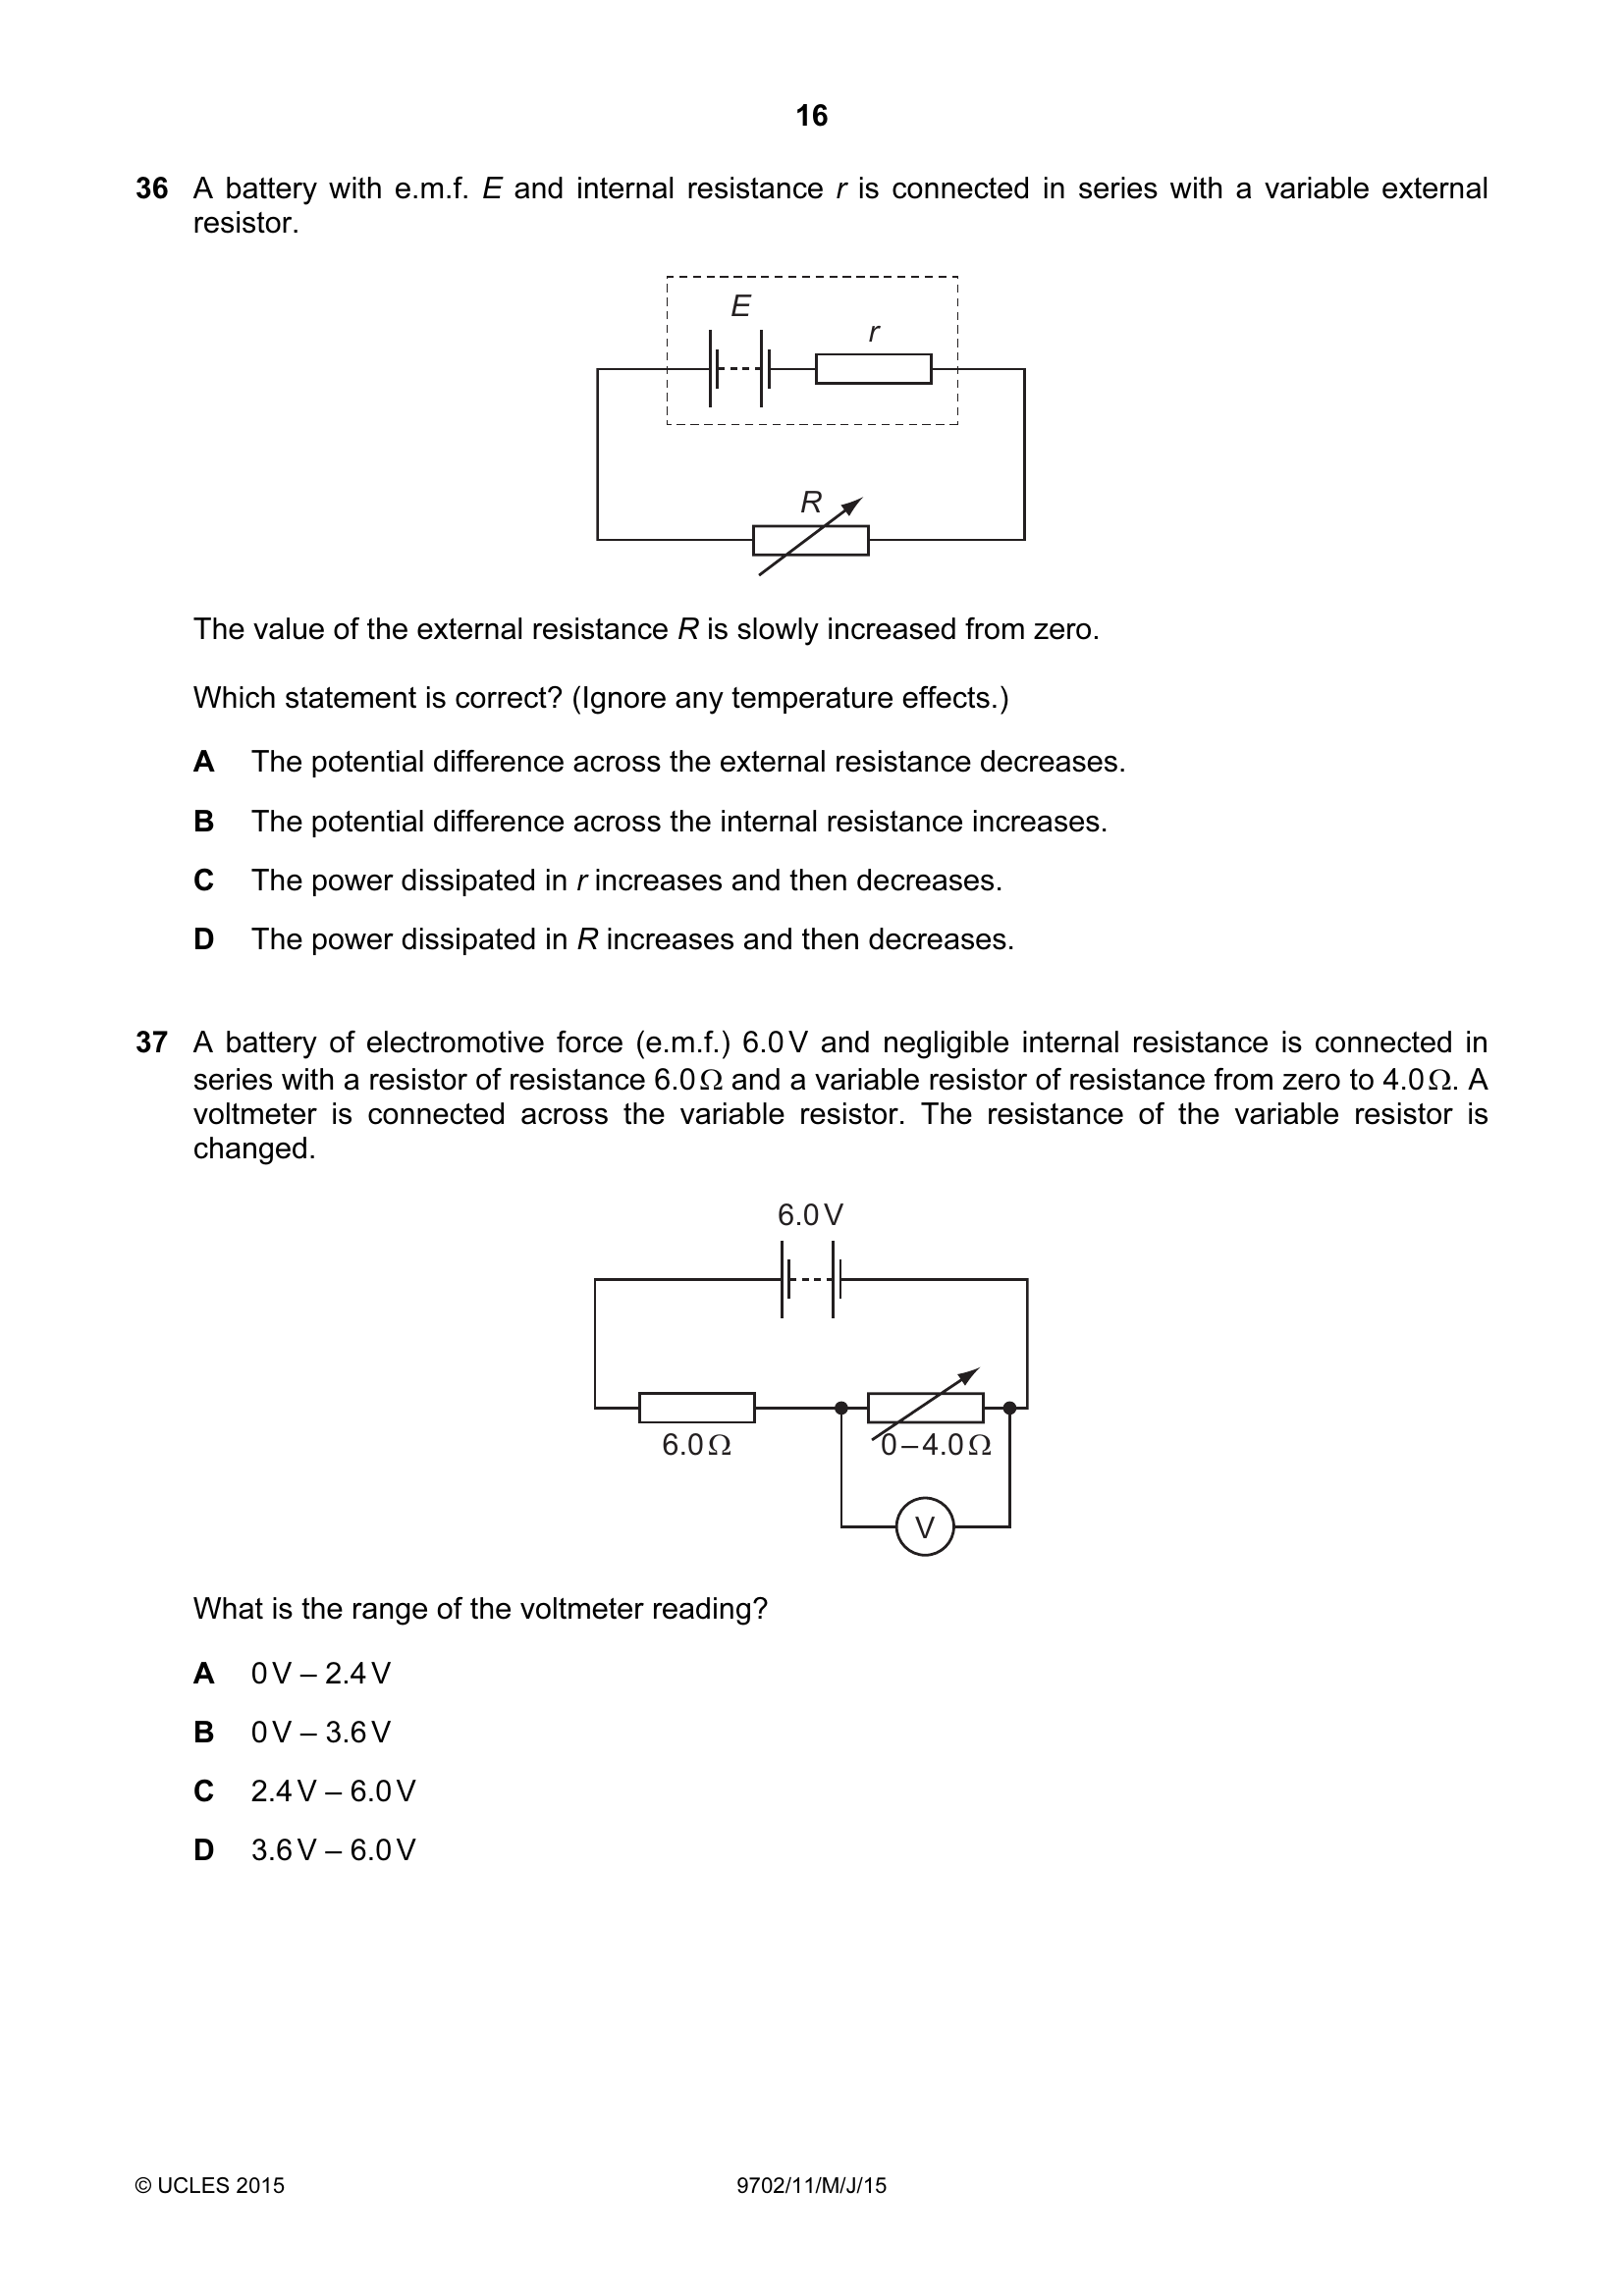 16
36 A battery with e.m.f. E and internal resistance r is connected in series with a variable external
resistor.
E
r
R
The value of the external resistance R is slowly increased from zero.
Which statement is correct? (Ignore any temperature effects.)
A The potential difference across the external resistance decreases.
B The potential difference across the internal resistance increases.
C The power dissipated in r increases and then decreases.
D The power dissipated in R increases and then decreases.
37 A battery of electromotive force (e.m.f.) 6.0 V and negligible internal resistance is connected in
series with a resistor of resistance 6.0 Ω and a variable resistor of resistance from zero to 4.0 Ω. A
voltmeter is connected across the variable resistor. The resistance of the variable resistor is
changed.
6.0 V
6.0 Ω
0 – 4.0 Ω
V
What is the range of the voltmeter reading?
A 0 V – 2.4 V
B 0 V – 3.6 V
C 2.4 V – 6.0 V
D 3.6 V – 6.0 V
© UCLES 2015
9702/11/M/J/15